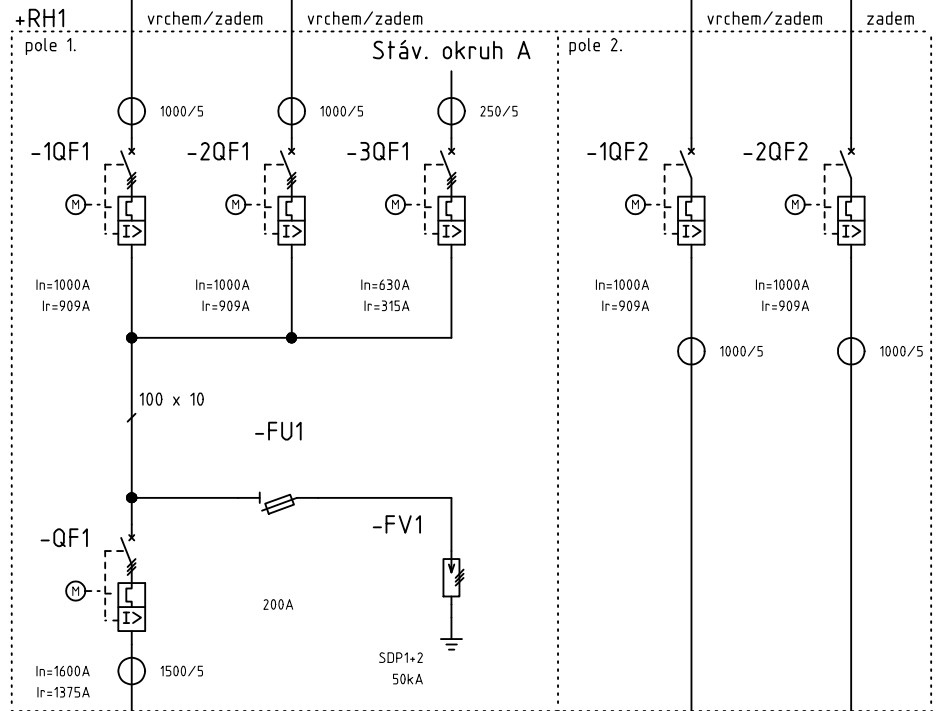 +RH1
vrchem/zadem
vrchem/zadem
vrchem/zadem
zadem
pole 1.
Stáv. okruh A
pole 2.
1000/5
1000/5
250/5
-1QF1
-2QF1
-3QF1
-1QF2
-2QF2
M
M
M
M
M
I>
I>
I>
I>
I>
In=1000A
Ir=909A
In=1000A
Ir=909A
In=630A
Ir=315A
In=1000A
Ir=909A
In=1000A
Ir=909A
1000/5
1000/5
100 x 10
-FU1
-FV1
-QF1
M
I>
200A
SDP1+2
50kA
In=1600A
Ir=1375A
1500/5